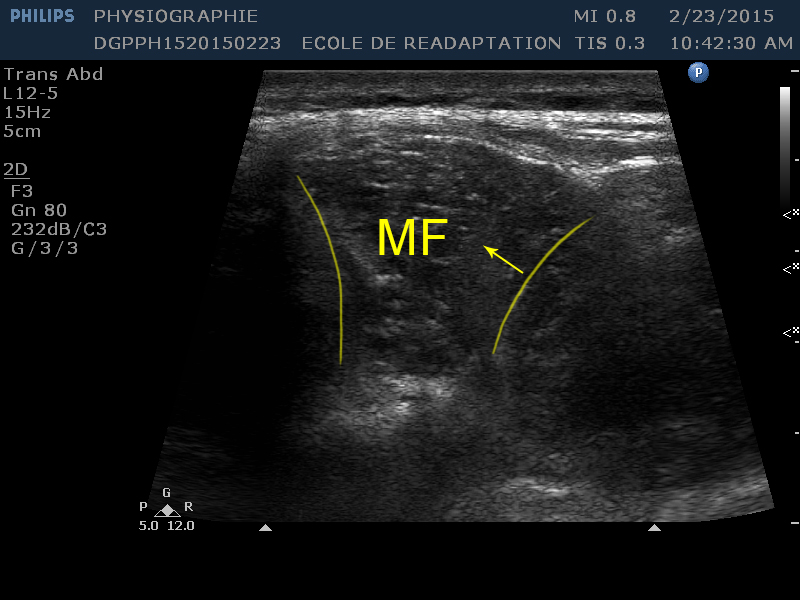 PHILIPS PHYSIOGRAPHIE MI 0.8 2/23/2015
DGPPH1520150223 ECOLE DE READAPTATION TIS 0.3 10:42:30 AM
P
Trans Abd
L12-5
15Hz
5cm
2D
F3
Gn 80
232dB/C3
G/3/3
MF
G
P R
5.0 12.0